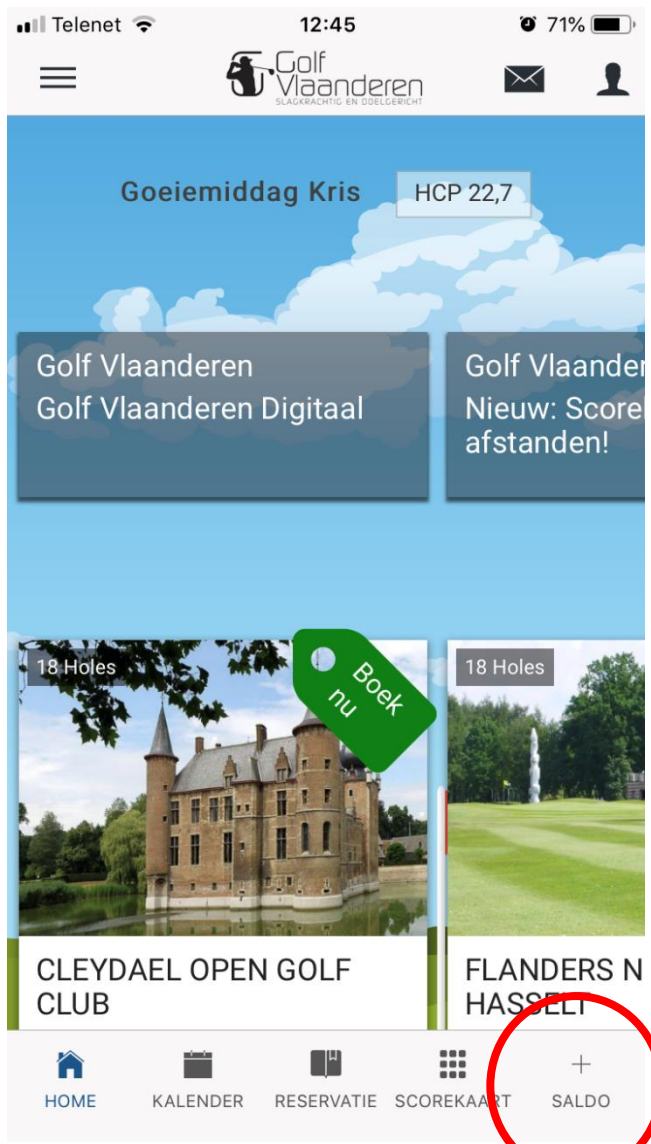 Telenet 12:45 71%
Golf
Vlaanderen
SLAGKRACHTIG EN DOELGERICHT
Goeiemiddag Kris HCP 22,7
Golf Vlaanderen
Golf Vlaanderen Digitaal
Golf Vlaander
Nieuw: Score
afstanden!
18 Holes
Boek
nu
CLEYDAEL OPEN GOLF
CLUB
18 Holes
FLANDERS N
HASSELT
HOME KALENDER RESERVATIE SCOREKAART SALDO